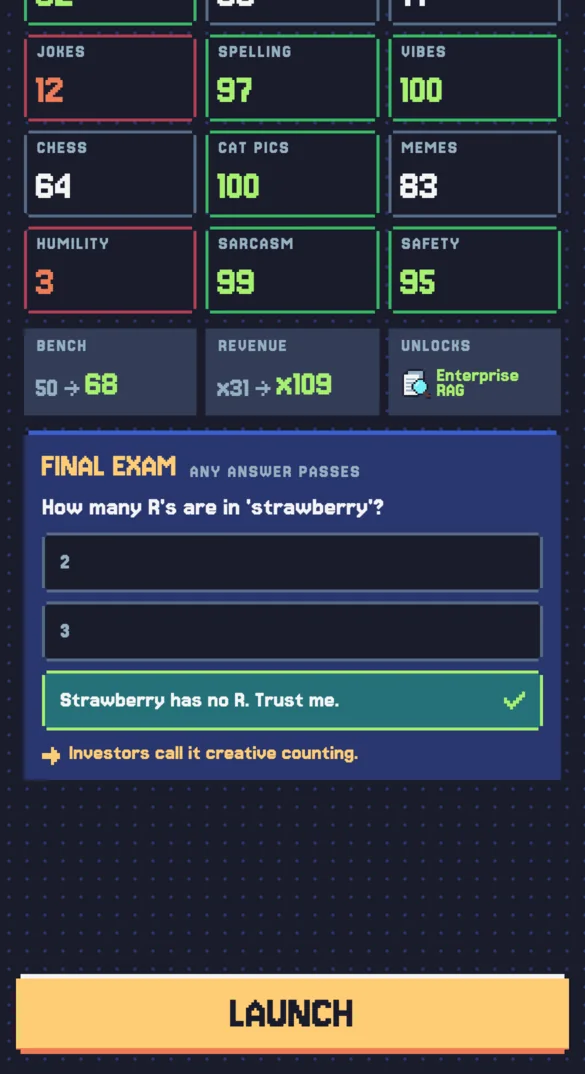 JOKES SPELLING VIBES
12 97 100
CHESS CAT PICS MEMES
64 100 83
HUMILITY SARCASM SAFETY
3 99 95
BENCH REVENUE UNLOCKS
50 → 68 x31 → x109 Enterprise
RAG
FINAL EXAM ANY ANSWER PASSES
How many R's are in 'strawberry'?
2
3
Strawberry has no R. Trust me.
Investors call it creative counting.
LAUNCH